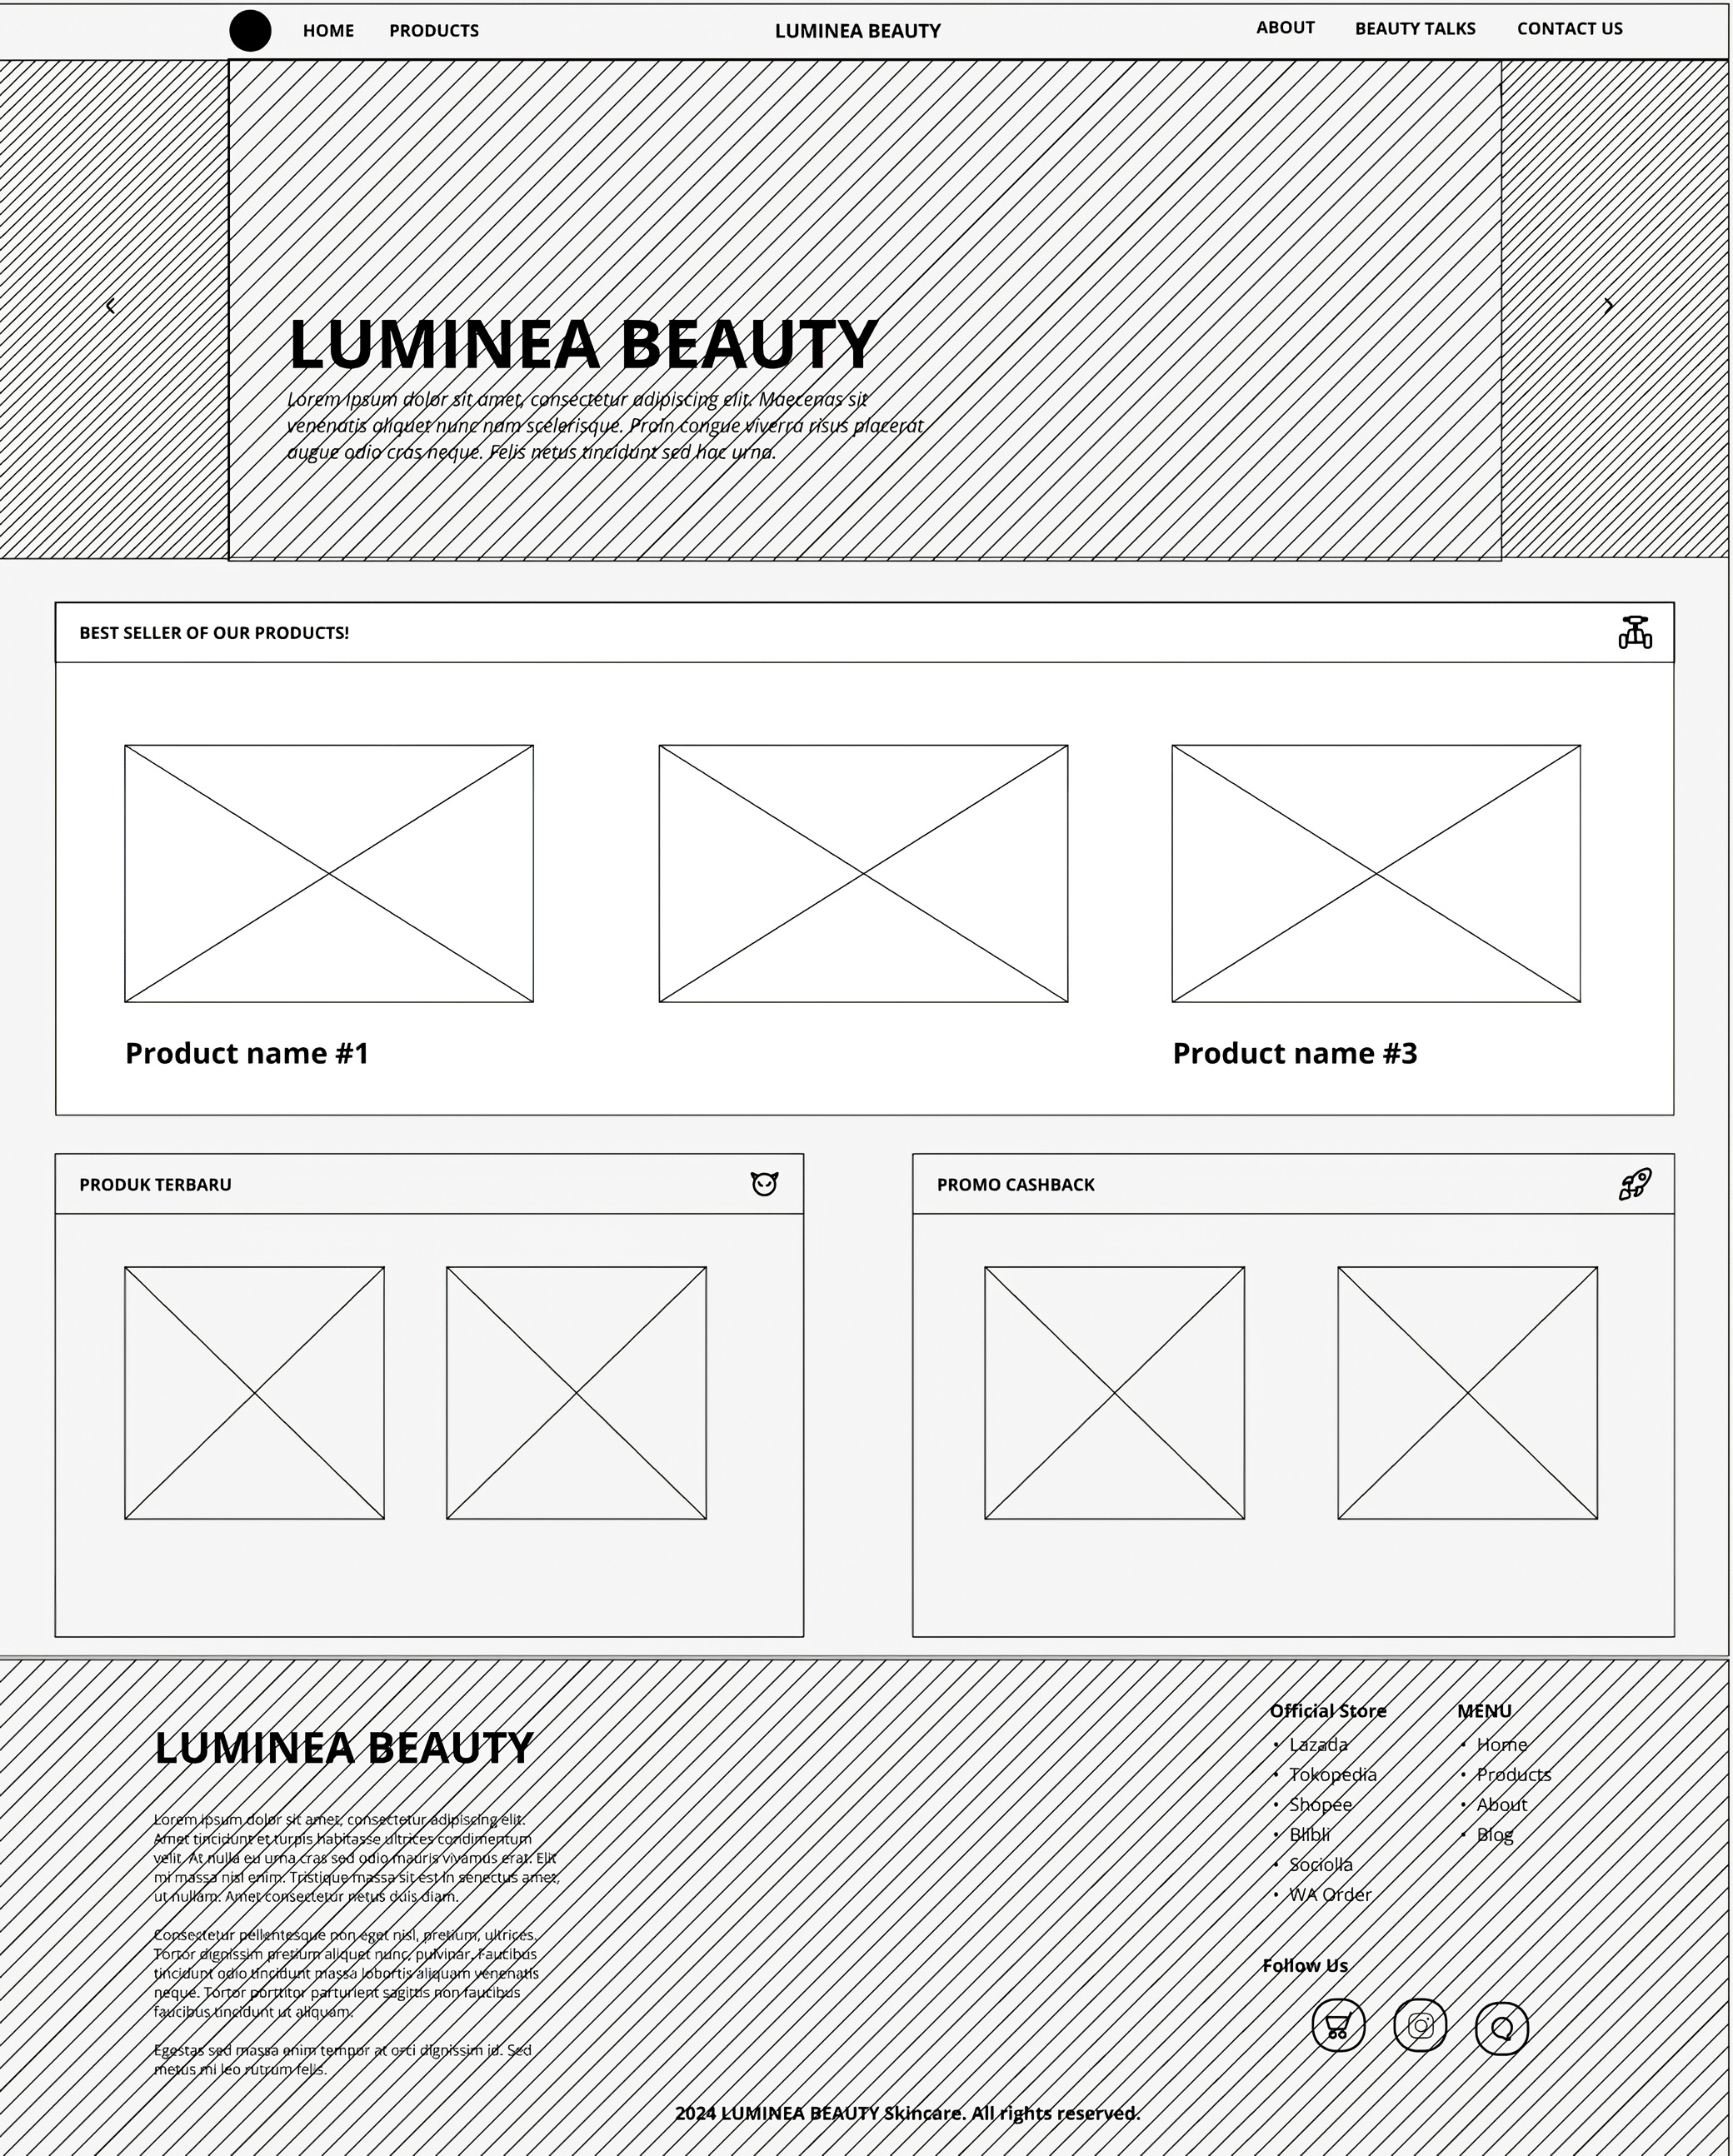 HOME PRODUCTS LUMINEA BEAUTY ABOUT BEAUTY TALKS CONTACT US
LUMINEA BEAUTY
Lorem ipsum dolor sit amet, consectetur adipiscing elit. Maecenas sit
venenatis aliquet nunc nam scelerisque. Proin congue viverra risus placerat
augue odio cras neque. Felis netus tincidunt sed hac urna.
BEST SELLER OF OUR PRODUCTS!
Product name #1
Product name #3
PRODUK TERBARU
PROMO CASHBACK
LUMINEA BEAUTY
Lorem ipsum dolor sit amet, consectetur adipiscing elit.
Amet tincidunt et turpis habitasse ultrices condimentum
velit. At nulla eu urna cras sed odio mauris vivamus erat. Elit
mi massa nisl enim. Tristique massa sit est in senectus amet,
ut nullam. Amet consectetur netus duis diam.
Consectetur pellentesque non eget nisl, pretium, ultrices.
Tortor dignissim pretium aliquet nunc, pulvinar. Faucibus
tincidunt odio tincidunt massa lobortis aliquam venenatis
neque. Tortor porttitor parturient sagittis non faucibus
faucibus tincidunt ut aliquam.
Egestas sed massa enim tempor at orci dignissim id. Sed
metus mi leo rutrum felis.
Official Store
• Lazada
• Tokopedia
• Shopee
• Blibli
• Sociolla
• WA Order
MENU
• Home
• Products
• About
• Blog
Follow Us
2024 LUMINEA BEAUTY Skincare. All rights reserved.